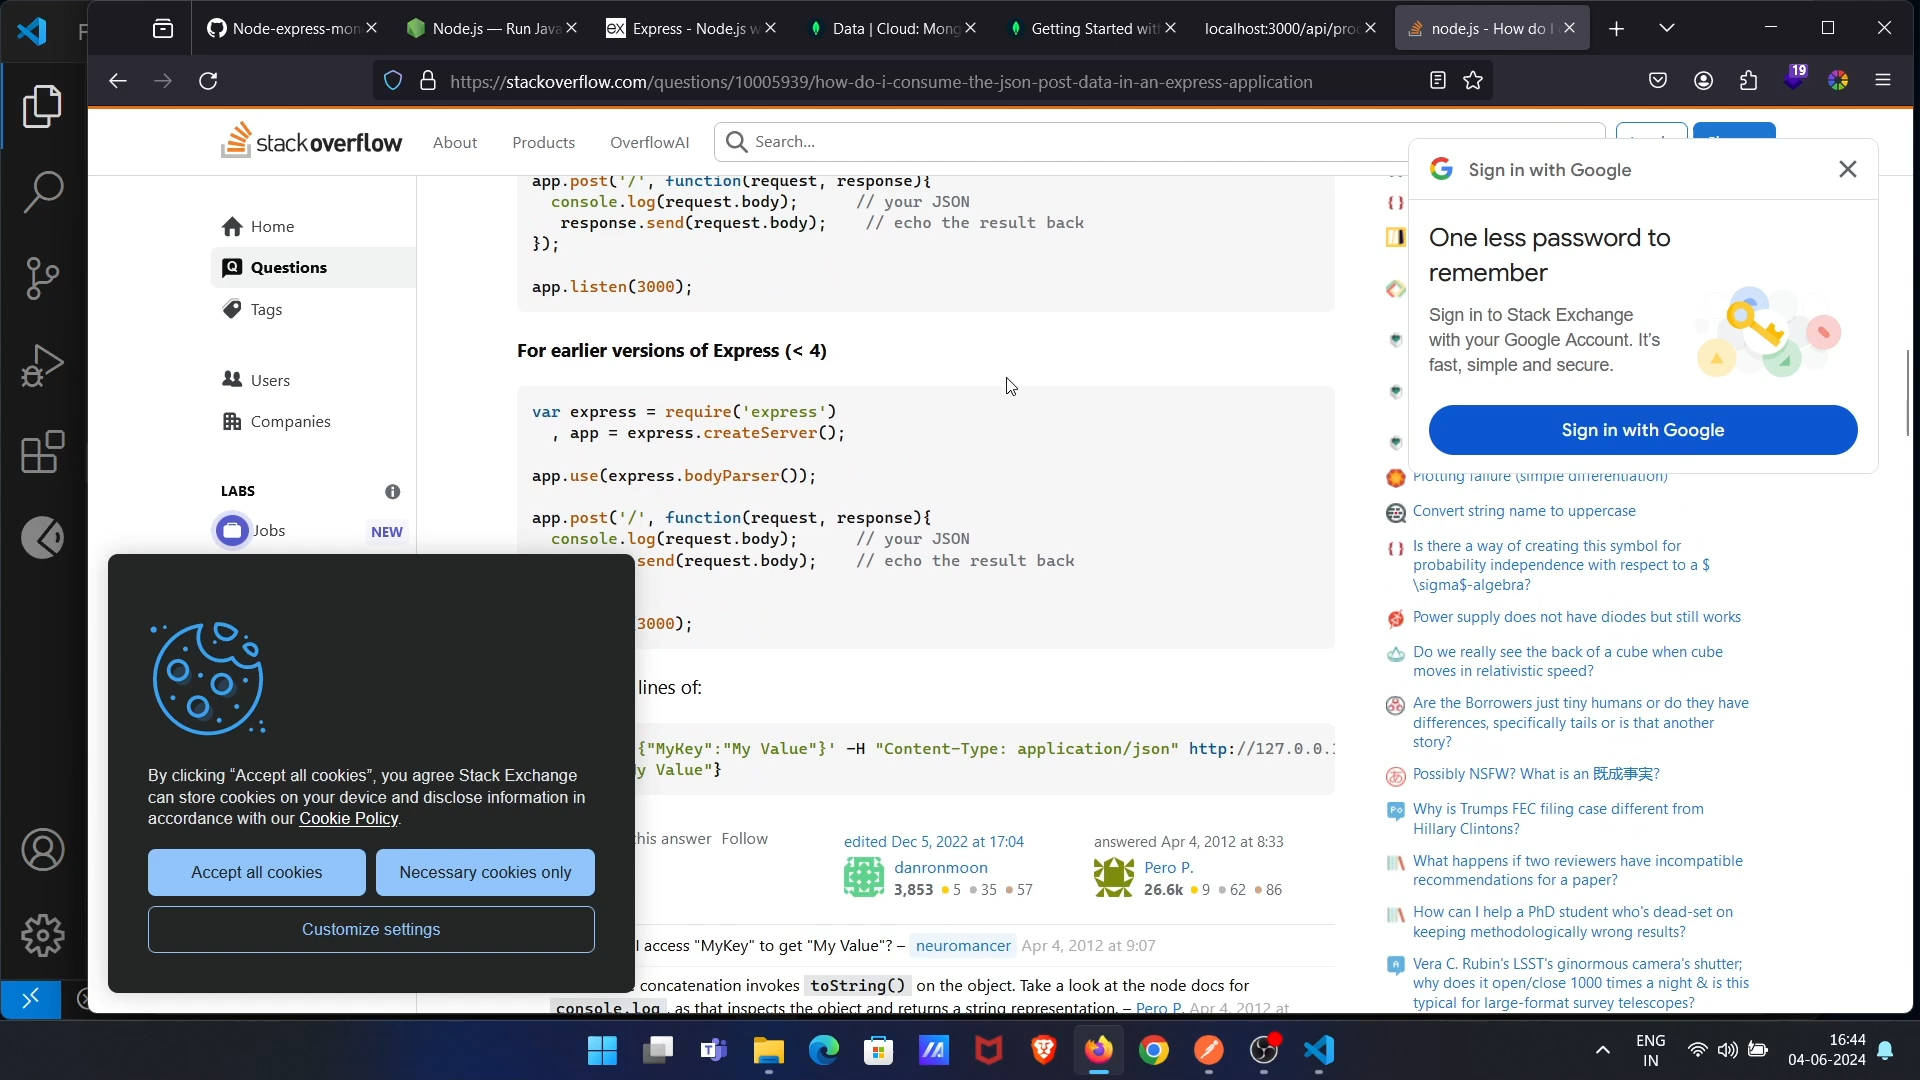 Node-express-mon
Node.js — Run Java
Express - Node.js w
Data | Cloud: Mong
Getting Started wit
localhost:3000/api/pro
node.js - How do I
https://stackoverflow.com/questions/10005939/how-do-i-consume-the-json-post-data-in-an-express-application
19
stackoverflow
About
Products
OverflowAI
Search...
Home
Questions
Tags
Users
Companies
LABS
Jobs
NEW
app.post('/', function(request, response){
console.log(request.body);      // your JSON
response.send(request.body);    // echo the result back
});
app.listen(3000);
For earlier versions of Express (< 4)
var express = require('express')
, app = express.createServer();
app.use(express.bodyParser());
app.post('/', function(request, response){
console.log(request.body);      // your JSON
send(request.body);    // echo the result back
3000);
lines of:
{"MyKey":"My Value"}' -H "Content-Type: application/json" http://127.0.0.
y Value"}
this answer Follow
edited Dec 5, 2022 at 17:04
danronmoon
3,853 5 35 57
answered Apr 4, 2012 at 8:33
Pero P.
26.6k 9 62 86
I access "MyKey" to get "My Value"? – neuromancer Apr 4, 2012 at 9:07
concatenation invokes toString() on the object. Take a look at the node docs for
console.log, as that inspects the object and returns a string representation. – Pero P. Apr 4, 2012 at
By clicking “Accept all cookies”, you agree Stack Exchange
can store cookies on your device and disclose information in
accordance with our Cookie Policy.
Accept all cookies
Necessary cookies only
Customize settings
Sign in with Google
One less password to
remember
Sign in to Stack Exchange
with your Google Account. It’s
fast, simple and secure.
Sign in with Google
Plotting failure (simple differentiation)
Convert string name to uppercase
Is there a way of creating this symbol for
probability independence with respect to a $
\sigma$-algebra?
Power supply does not have diodes but still works
Do we really see the back of a cube when cube
moves in relativistic speed?
Are the Borrowers just tiny humans or do they have
differences, specifically tails or is that another
story?
Possibly NSFW? What is an 既成事実?
Why is Trumps FEC filing case different from
Hillary Clintons?
What happens if two reviewers have incompatible
recommendations for a paper?
How can I help a PhD student who's dead-set on
keeping methodologically wrong results?
Vera C. Rubin's LSST's ginormous camera's shutter;
why does it open/close 1000 times a night & is this
typical for large-format survey telescopes?
ENG
IN
16:44
04-06-2024